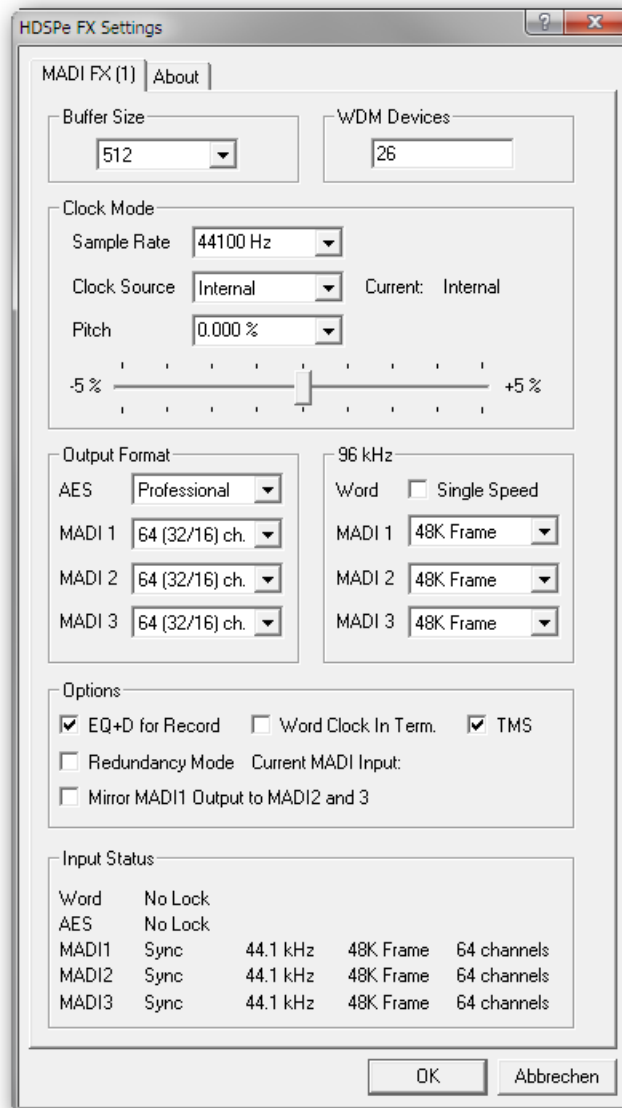 HDSPe FX Settings
MADI FX (1) About
Buffer Size
512
WDM Devices
26
Clock Mode
Sample Rate 44100 Hz
Clock Source Internal Current: Internal
Pitch 0.000 %
-5 % +5 %
Output Format
AES Professional
MADI 1 64 (32/16) ch.
MADI 2 64 (32/16) ch.
MADI 3 64 (32/16) ch.
96 kHz
Word Single Speed
MADI 1 48K Frame
MADI 2 48K Frame
MADI 3 48K Frame
Options
EQ+D for Record Word Clock In Term. TMS
Redundancy Mode Current MADI Input:
Mirror MADI1 Output to MADI2 and 3
Input Status
Word No Lock
AES No Lock
MADI1 Sync 44.1 kHz 48K Frame 64 channels
MADI2 Sync 44.1 kHz 48K Frame 64 channels
MADI3 Sync 44.1 kHz 48K Frame 64 channels
OK Abbrechen